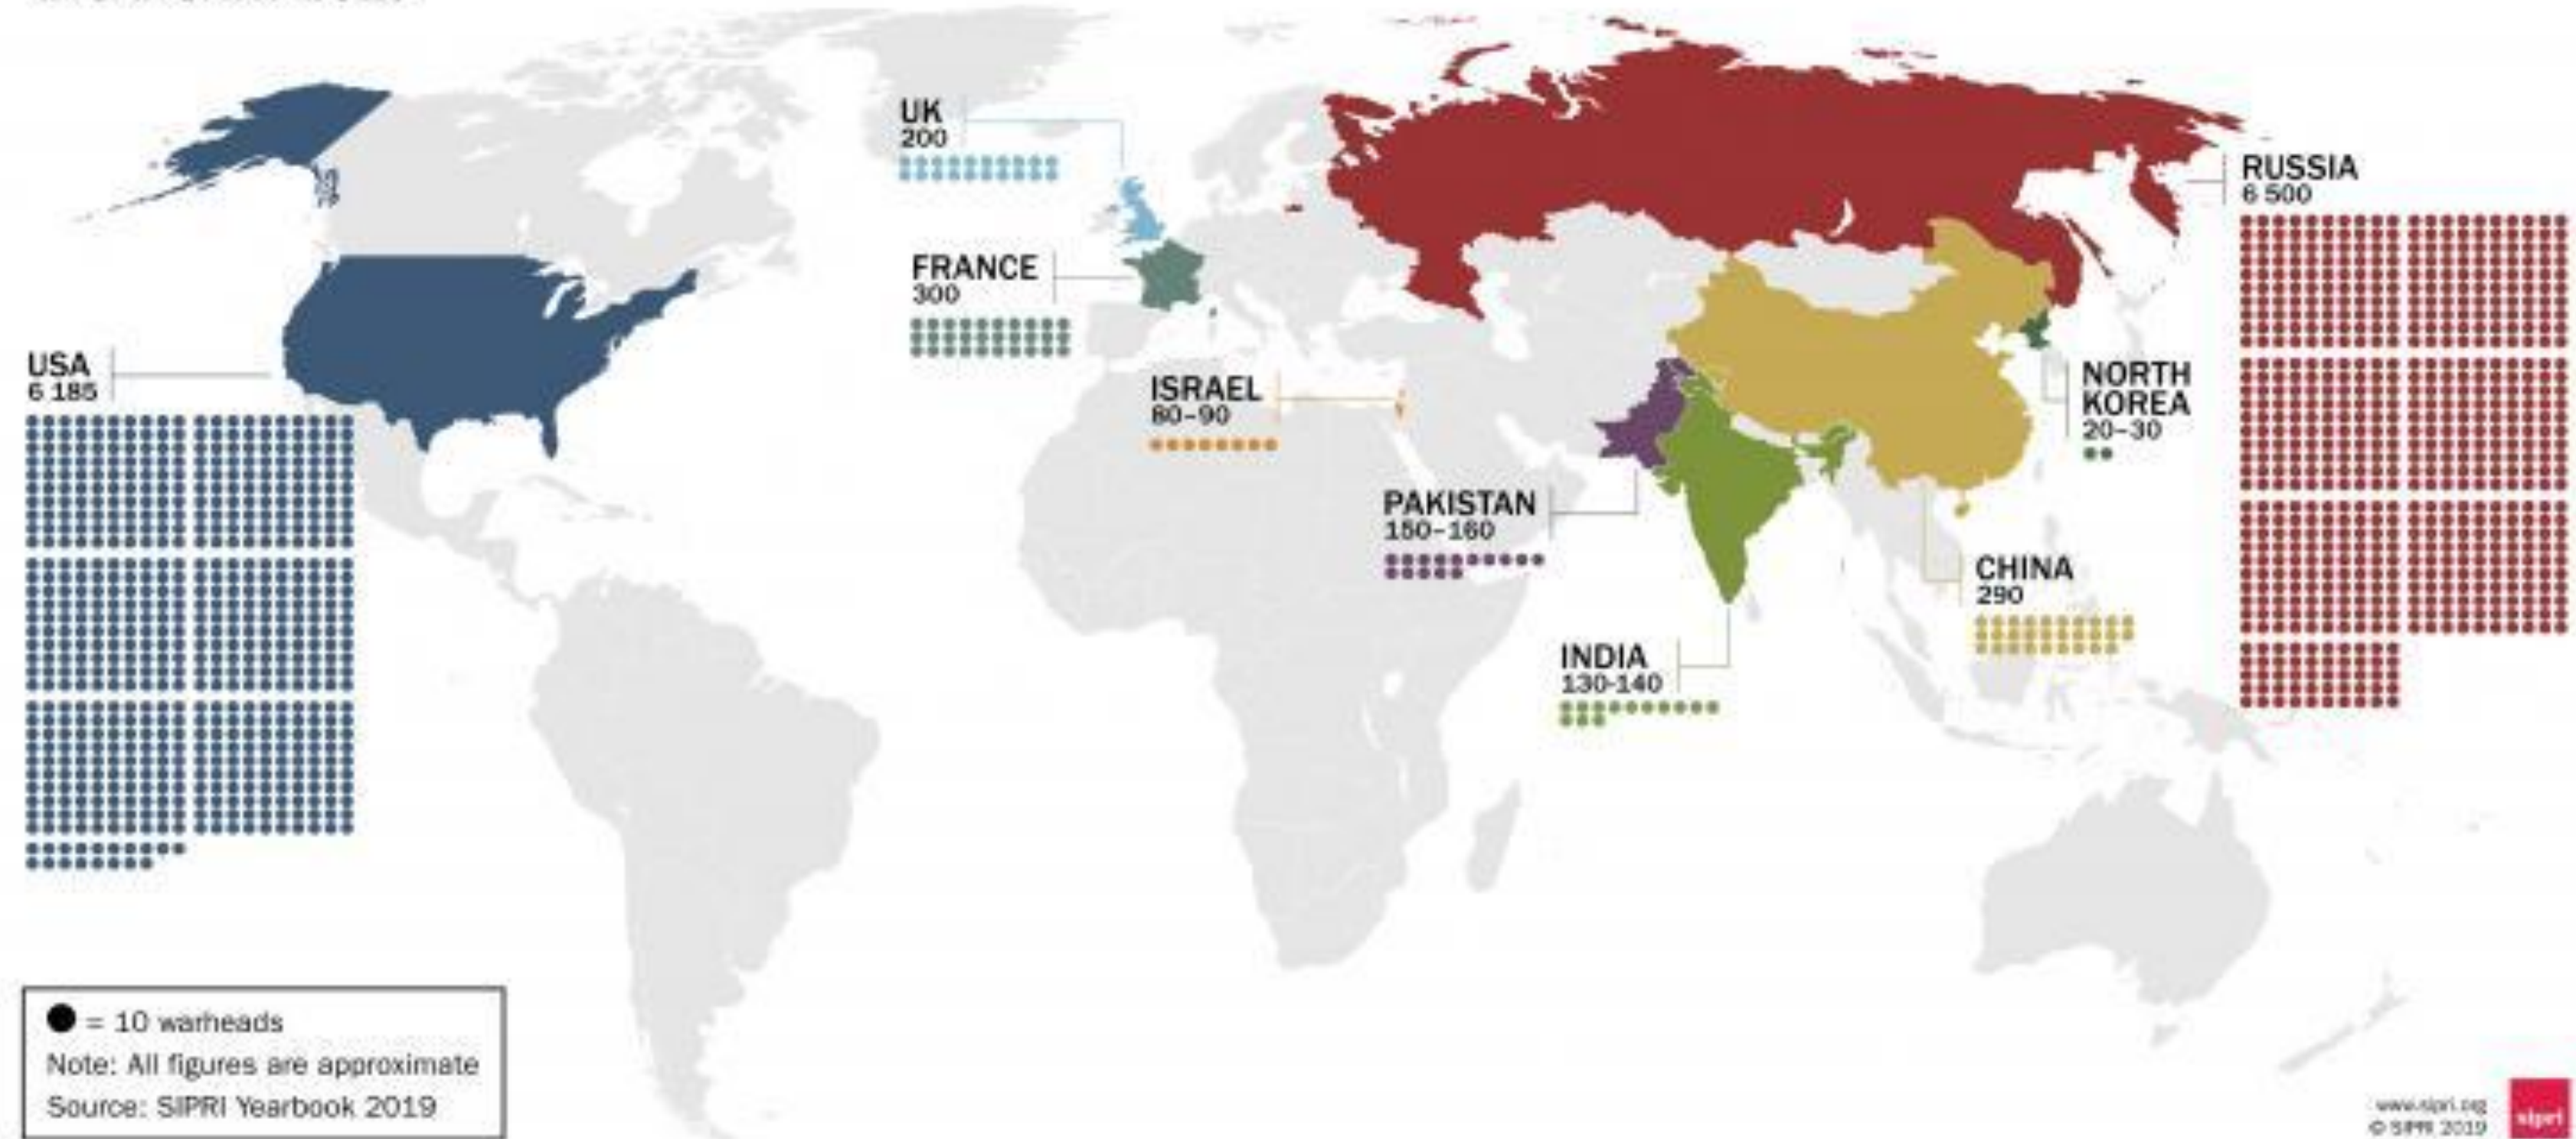 UK
200
RUSSIA
6 500
FRANCE
300
USA
6 185
ISRAEL
80–90
NORTH
KOREA
20–30
PAKISTAN
150–160
CHINA
290
INDIA
130-140
= 10 warheads
Note: All figures are approximate
Source: SIPRI Yearbook 2019
www.sipri.org
© SIPRI 2019
sipri